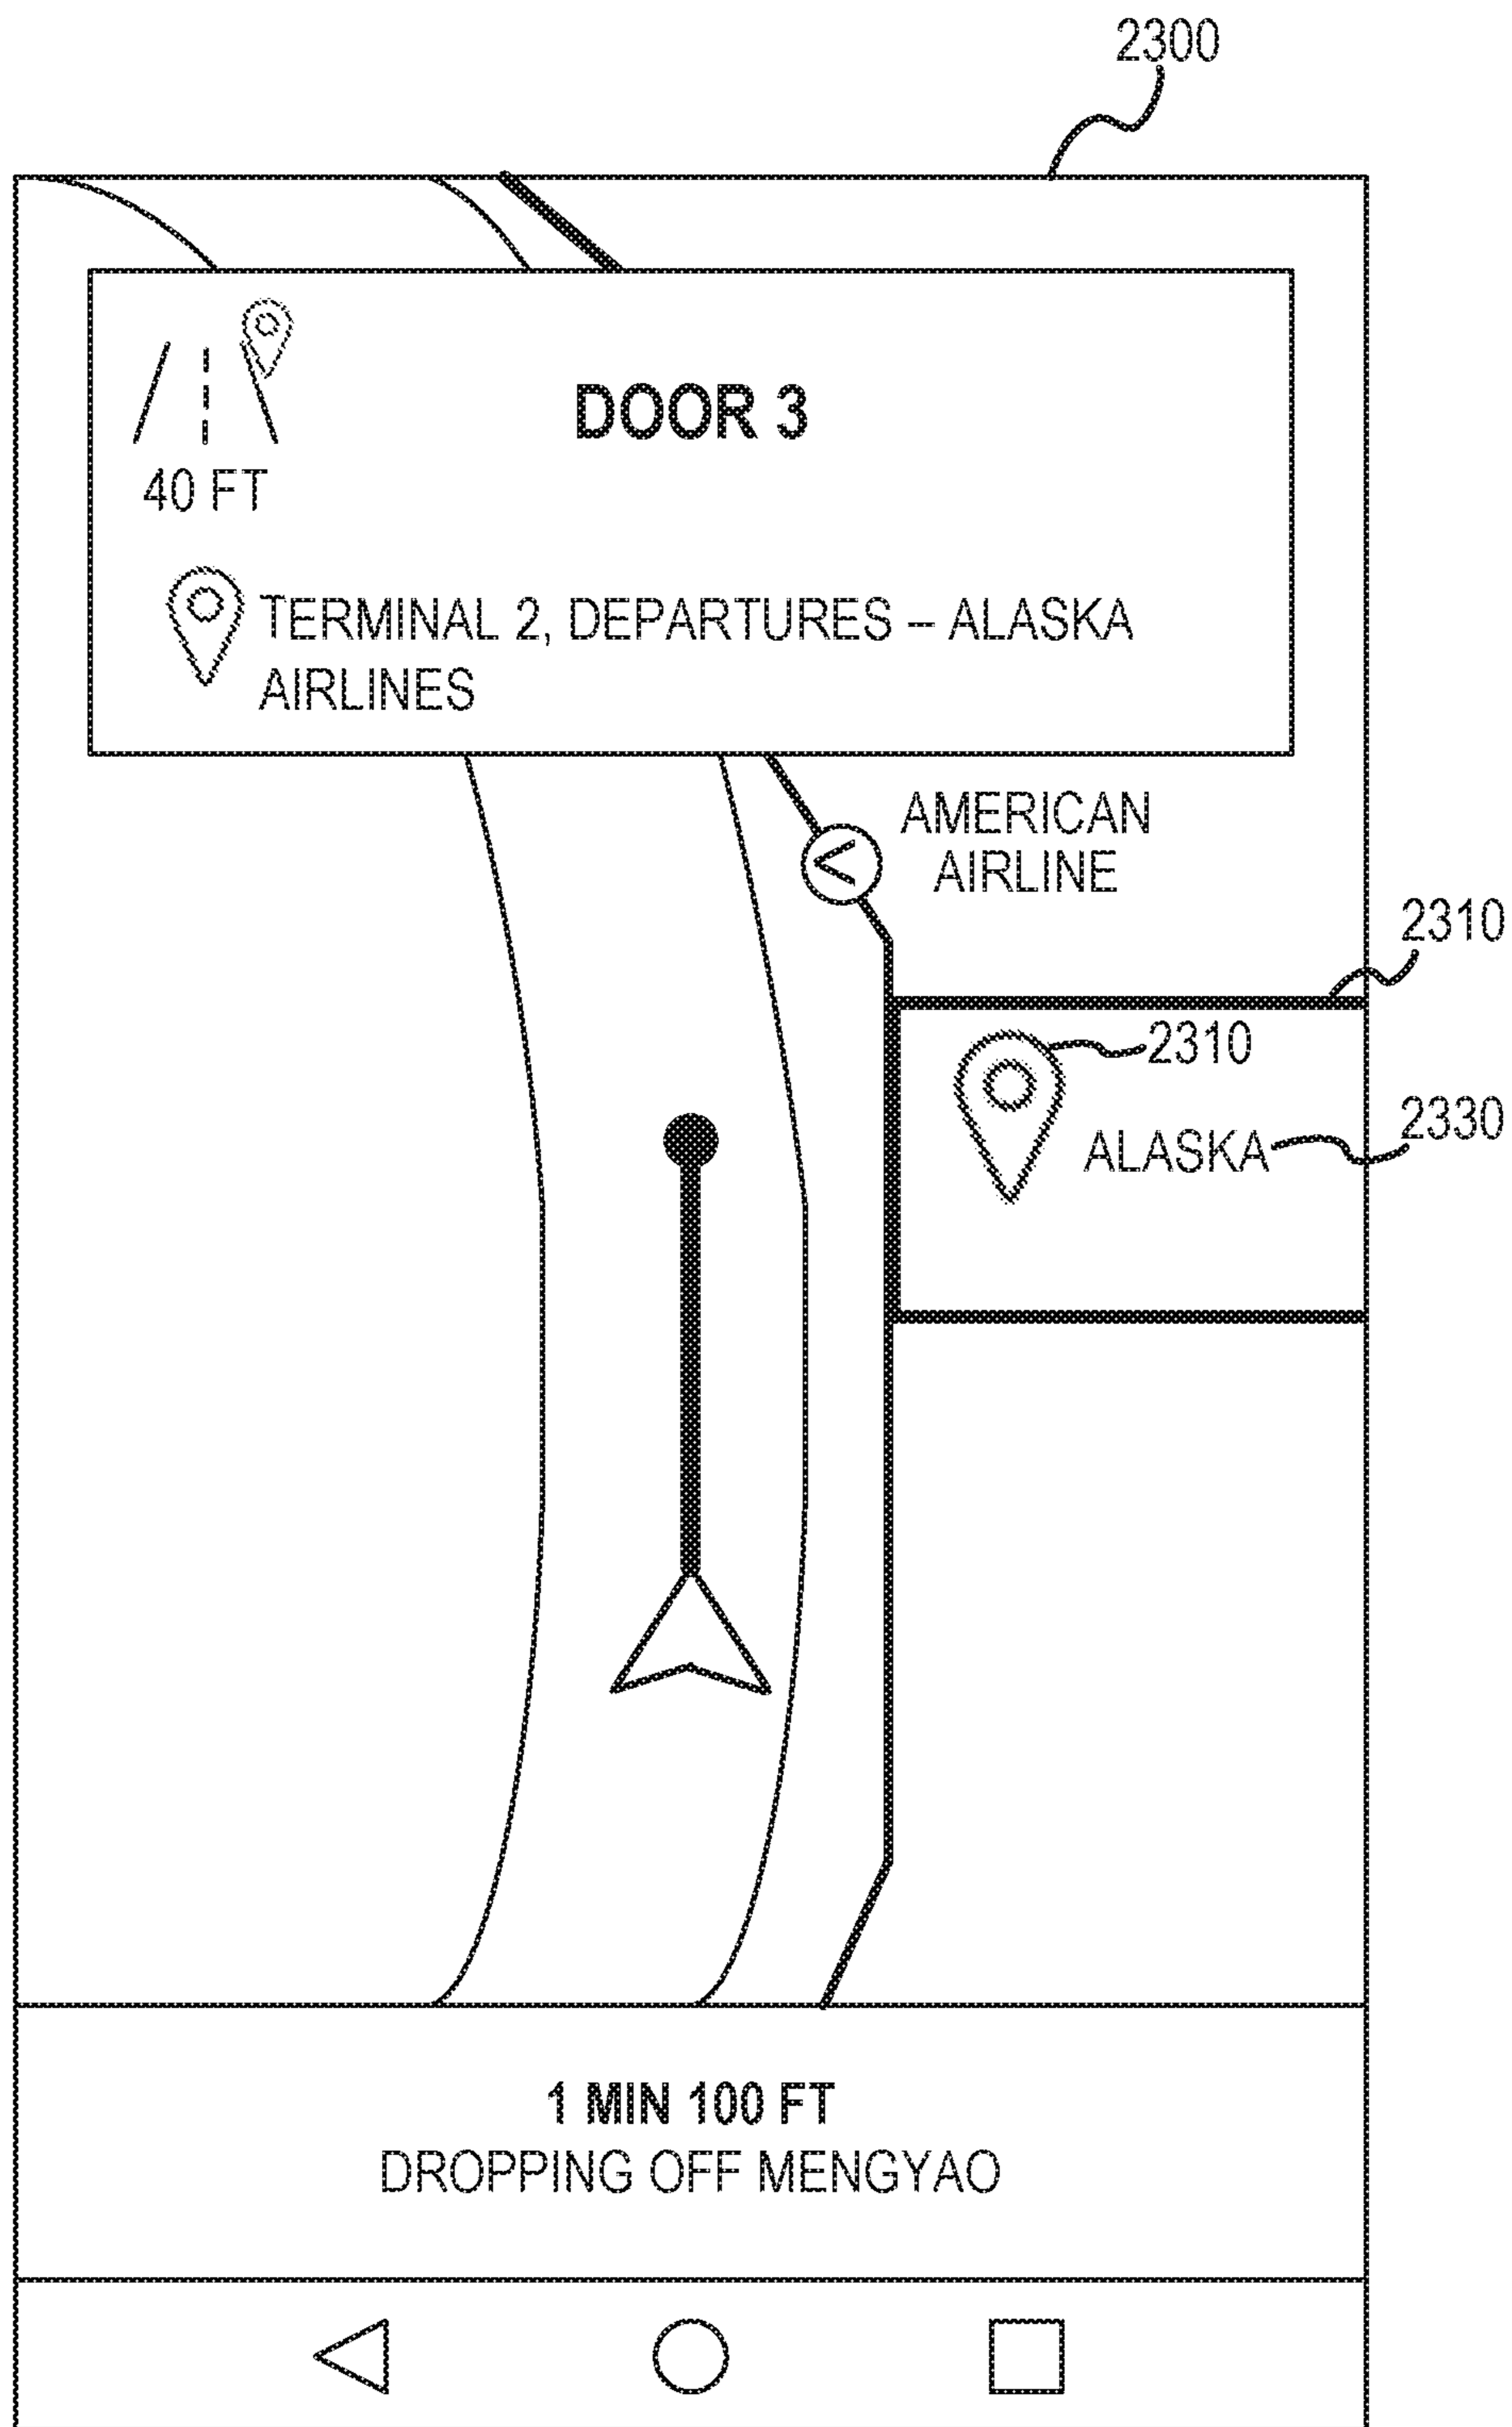 2300
DOOR 3
40 FT
TERMINAL 2, DEPARTURES – ALASKA
AIRLINES
AMERICAN
AIRLINE
2310
2310
2330
ALASKA
1 MIN 100 FT
DROPPING OFF MENGYAO